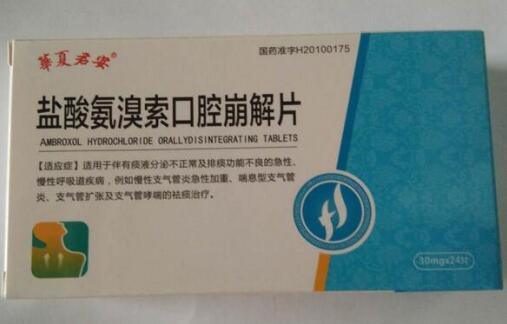 华夏君安®
国药准字H20100175
盐酸氨溴索口腔崩解片
AMBROXOL HYDROCHLORIDE ORALLYDISINTEGRATING TABLETS
【适应症】适用于伴有痰液分泌不正常及排痰功能不良的急性、
慢性呼吸道疾病，例如慢性支气管炎急性加重、喘息型支气管
炎、支气管扩张及支气管哮喘的祛痰治疗。
30mgx24片